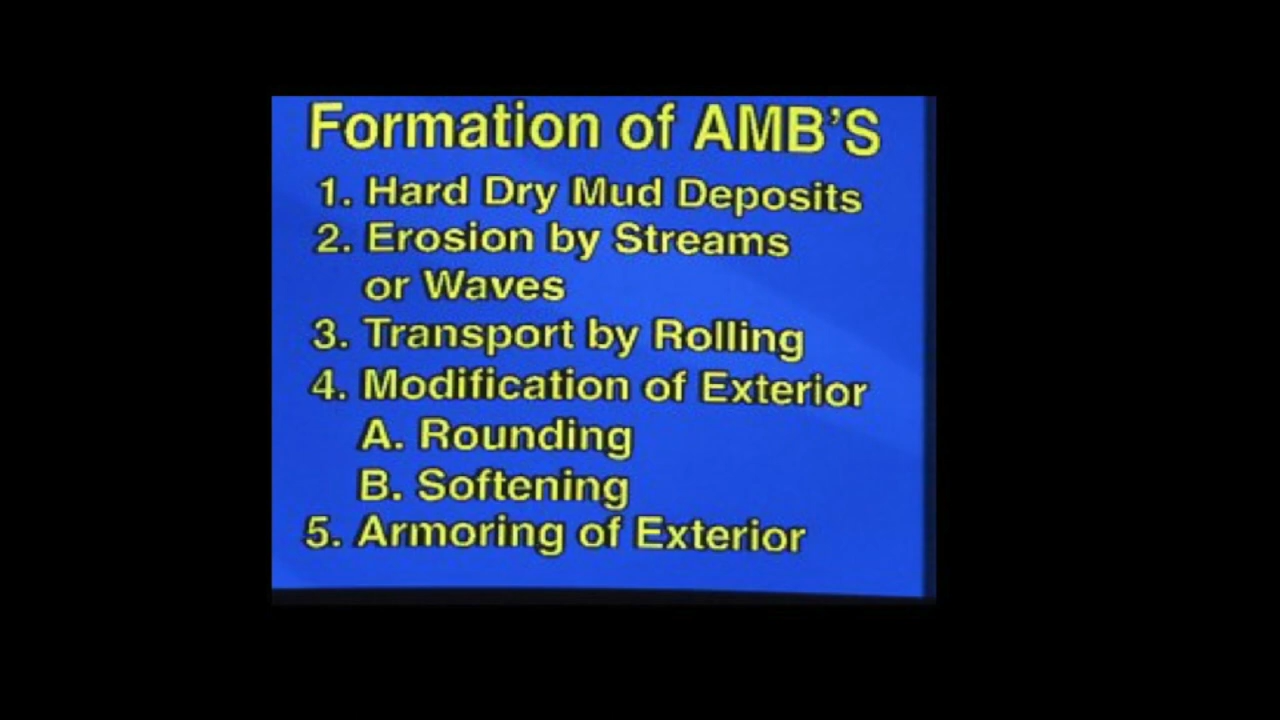 Formation of AMB'S
1. Hard Dry Mud Deposits
2. Erosion by Streams
or Waves
3. Transport by Rolling
4. Modification of Exterior
A. Rounding
B. Softening
5. Armoring of Exterior